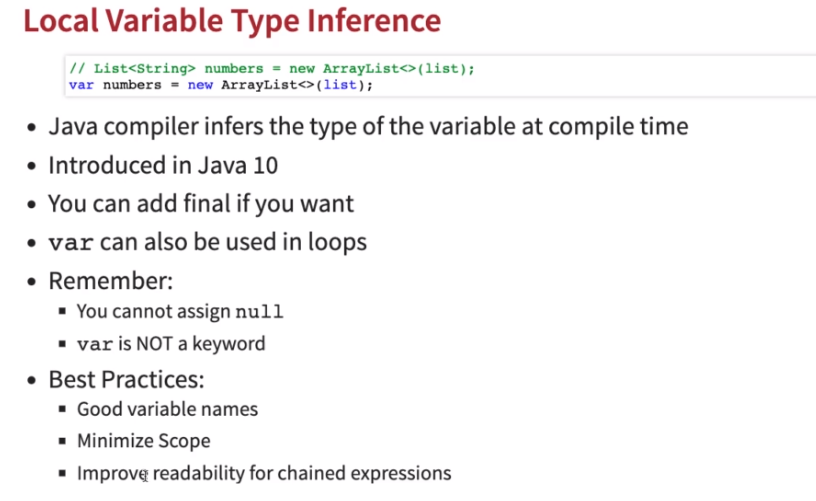 Local Variable Type Inference
// List<String> numbers = new ArrayList<>(list);
var numbers = new ArrayList<>(list);
• Java compiler infers the type of the variable at compile time
• Introduced in Java 10
• You can add final if you want
• var can also be used in loops
• Remember:
▪ You cannot assign null
▪ var is NOT a keyword
• Best Practices:
▪ Good variable names
▪ Minimize Scope
▪ Improve readability for chained expressions